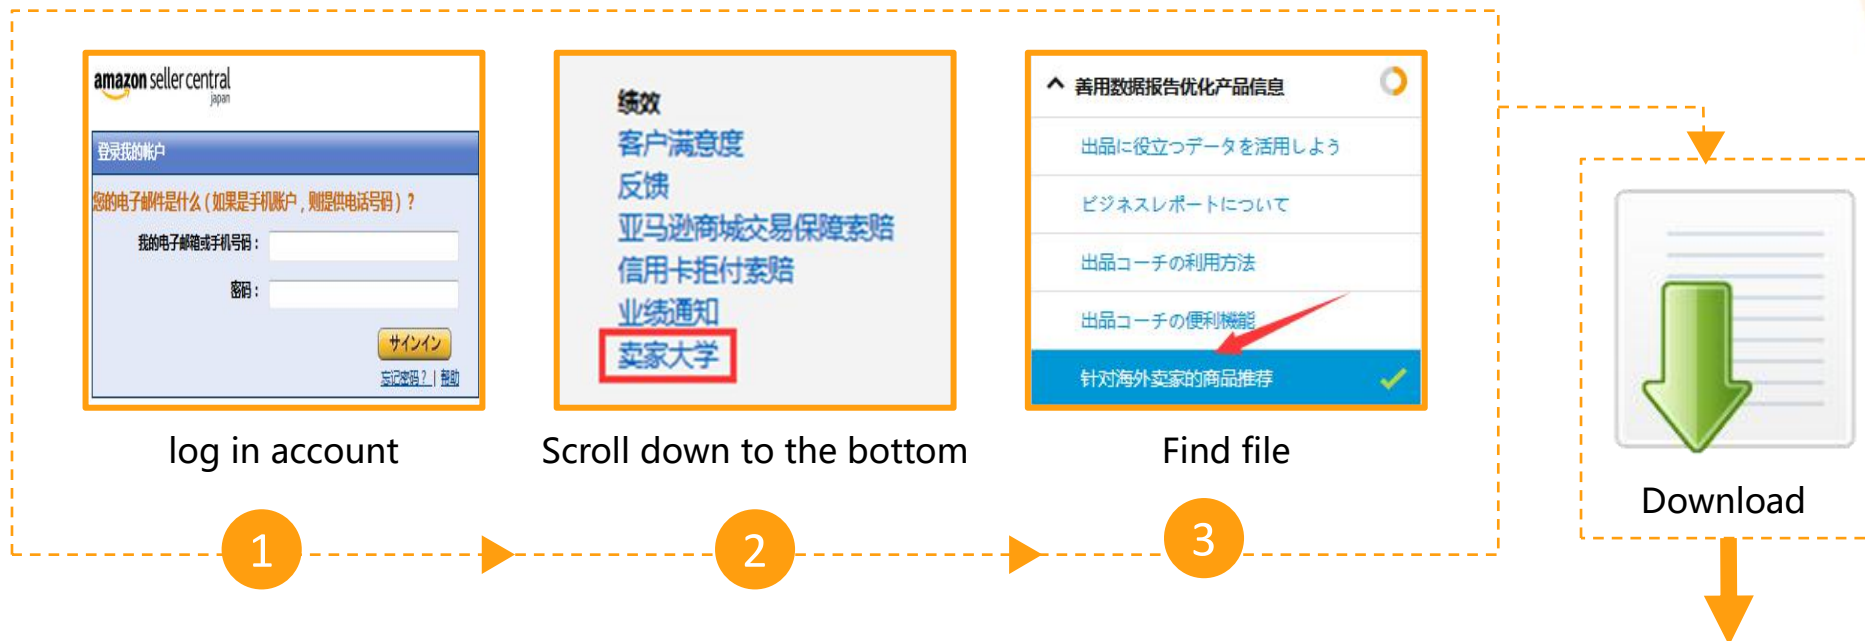 amazon seller central
japan
登录我的帐户
您的电子邮件是什么(如果是手机账户,则提供电话号码)?
我的电子邮箱或手机号码:
密码:
サインイン
忘记密码? | 帮助
log in account
1
绩效
客户满意度
反馈
亚马逊商城交易保障索赔
信用卡拒付索赔
业绩通知
卖家大学
Scroll down to the bottom
2
善用数据报告优化产品信息
出品に役立つデータを活用しよう
ビジネスレポートについて
出品コーチの利用方法
出品コーチの便利機能
针对海外卖家的商品推荐
Find file
3
Download